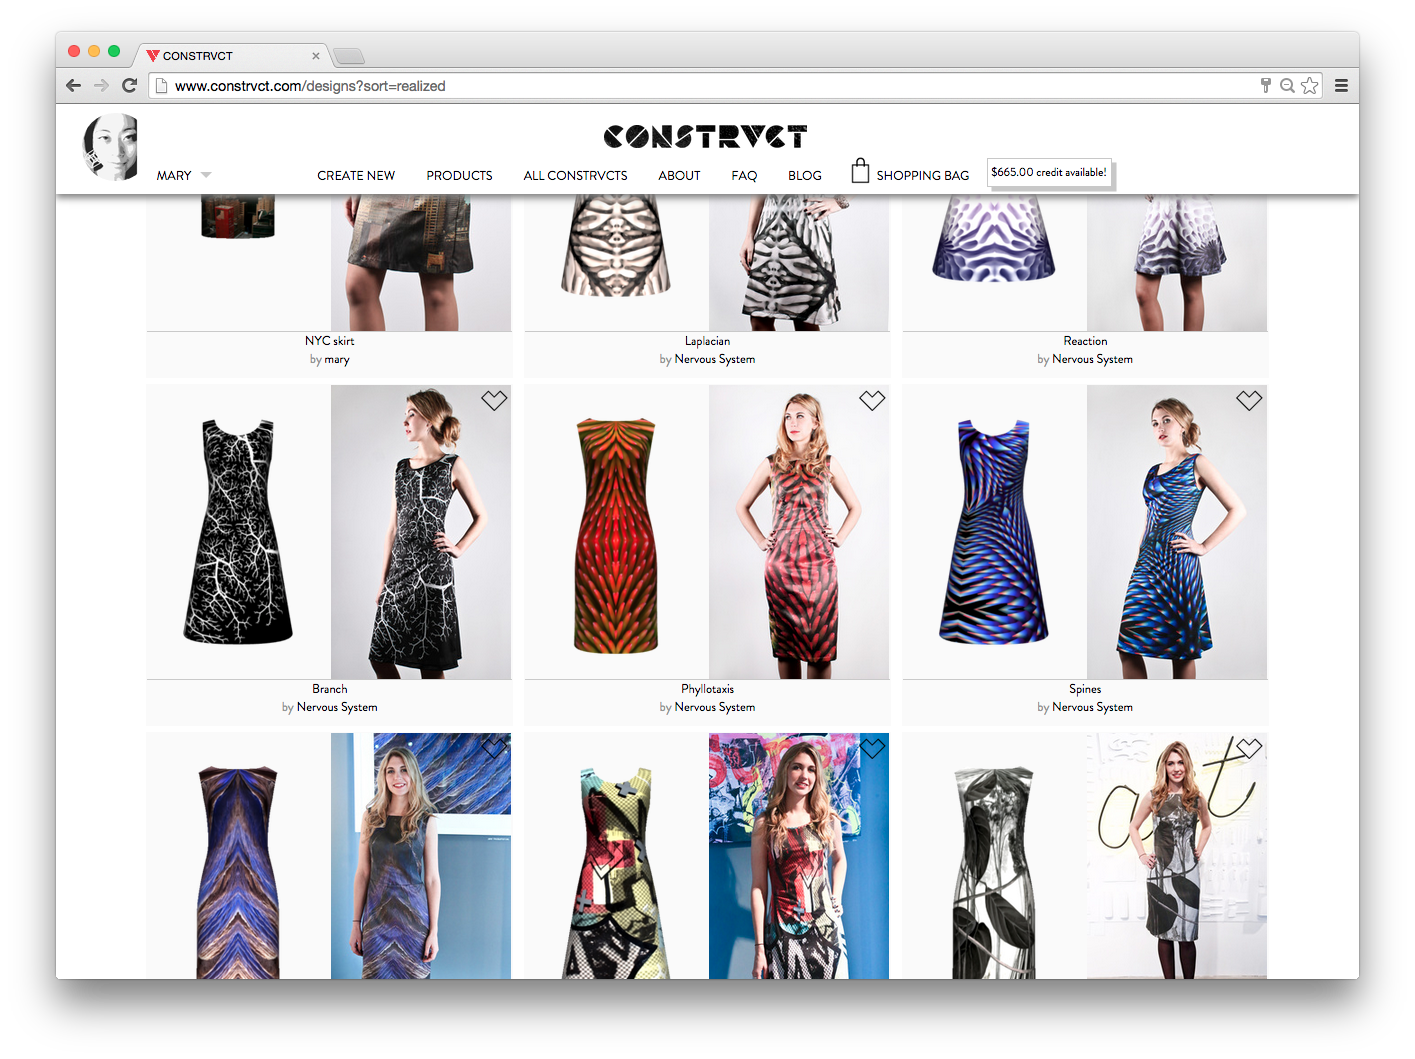 CONSTRVCT
www.constrvct.com/designs?sort=realized
CONSTRVCT
MARY
CREATE NEW PRODUCTS ALL CONSTRVCTS ABOUT FAQ BLOG SHOPPING BAG
$665.00 credit available!
NYC skirt
by mary
Laplacian
by Nervous System
Reaction
by Nervous System
Branch
by Nervous System
Phyllotaxis
by Nervous System
Spines
by Nervous System
art